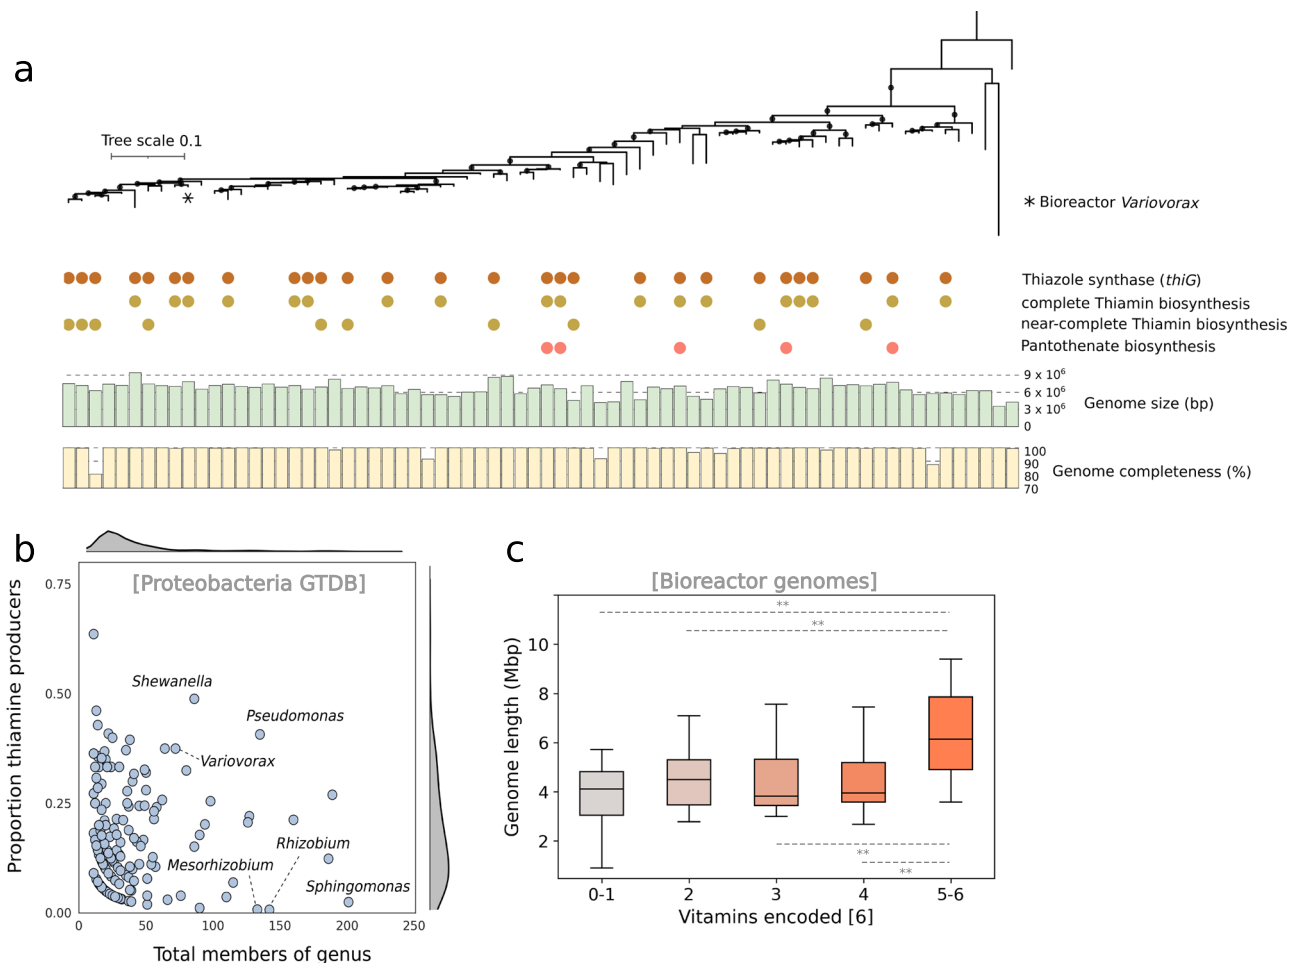 a
Tree scale 0.1
* Bioreactor Variovorax
Thiazole synthase (thiG)
complete Thiamin biosynthesis
near-complete Thiamin biosynthesis
Pantothenate biosynthesis
9 x 10⁶
6 x 10⁶
3 x 10⁶
0
Genome size (bp)
100
90
80
70
Genome completeness (%)
b
[Proteobacteria GTDB]
Proportion thiamine producers
0.75
0.50
0.25
0.00
Shewanella
Pseudomonas
Variovorax
Rhizobium
Mesorhizobium
Sphingomonas
0 50 100 150 200 250
Total members of genus
c
[Bioreactor genomes]
Genome length (Mbp)
10
8
6
4
2
**
**
**
**
0-1 2 3 4 5-6
Vitamins encoded [6]